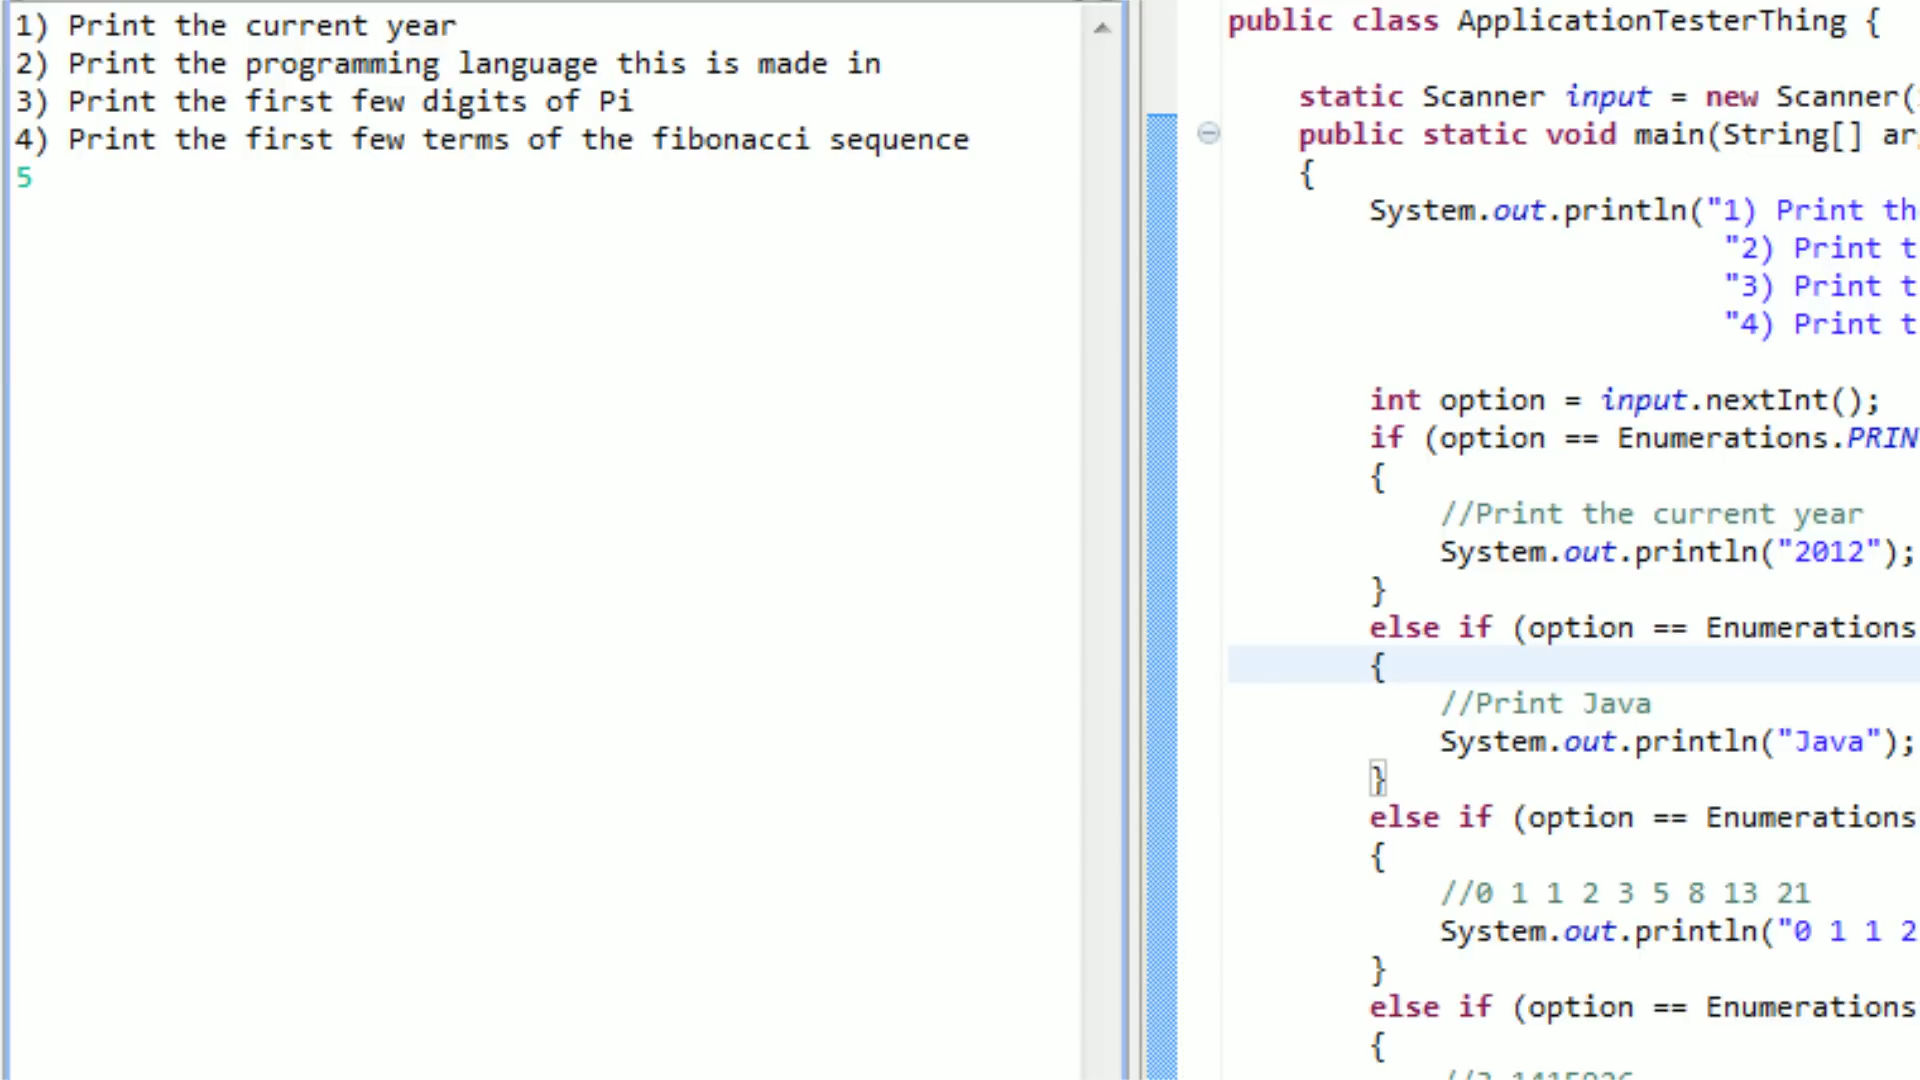 1) Print the current year
2) Print the programming language this is made in
3) Print the first few digits of Pi
4) Print the first few terms of the fibonacci sequence
5
public class ApplicationTesterThing {
static Scanner input = new Scanner(
public static void main(String[] ar
{
System.out.println("1) Print th
"2) Print t
"3) Print t
"4) Print t
int option = input.nextInt();
if (option == Enumerations.PRIN
{
//Print the current year
System.out.println("2012");
}
else if (option == Enumerations
{
//Print Java
System.out.println("Java");
}
else if (option == Enumerations
{
//0 1 1 2 3 5 8 13 21
System.out.println("0 1 1 2
}
else if (option == Enumerations
{